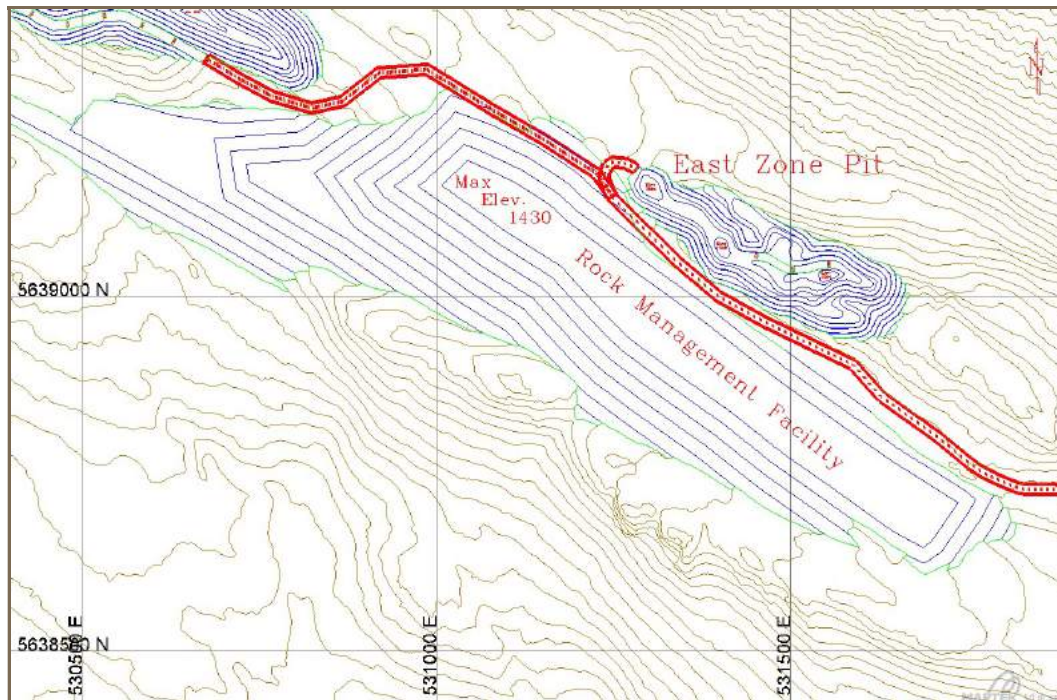 N
East Zone Pit
Max
Elev.
1430
Rock Management Facility
5639000 N
5638500 N
530500 E
531000 E
531500 E